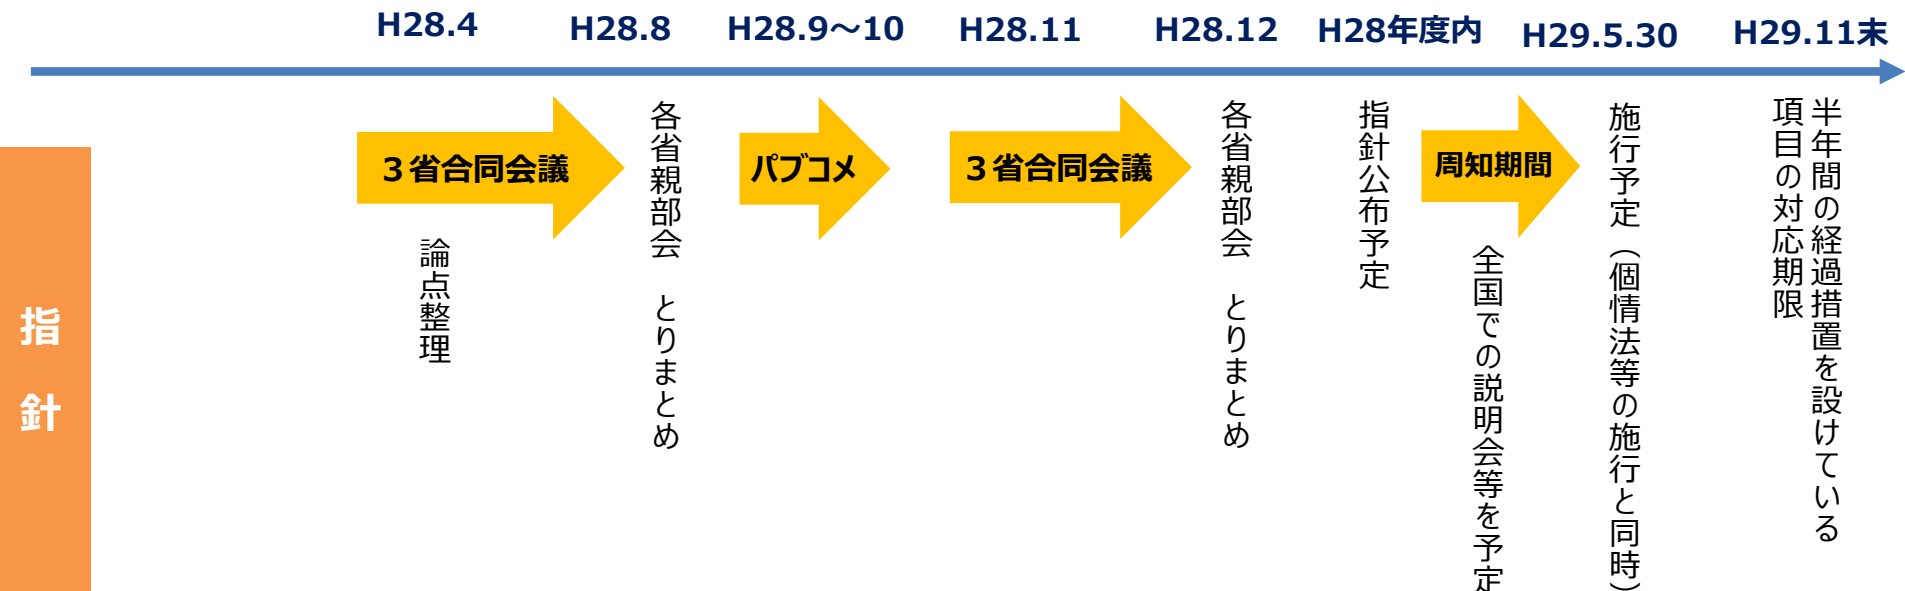 H28.4
H28.8
H28.9～10
H28.11
H28.12
H28年度内
H29.5.30
H29.11末
指針
３省合同会議
論点整理
各省親部会　とりまとめ
パブコメ
３省合同会議
各省親部会　とりまとめ
指針公布予定
周知期間
全国での説明会等を予定
施行予定（個情法等の施行と同時）
半年間の経過措置を設けている
項目の対応期限